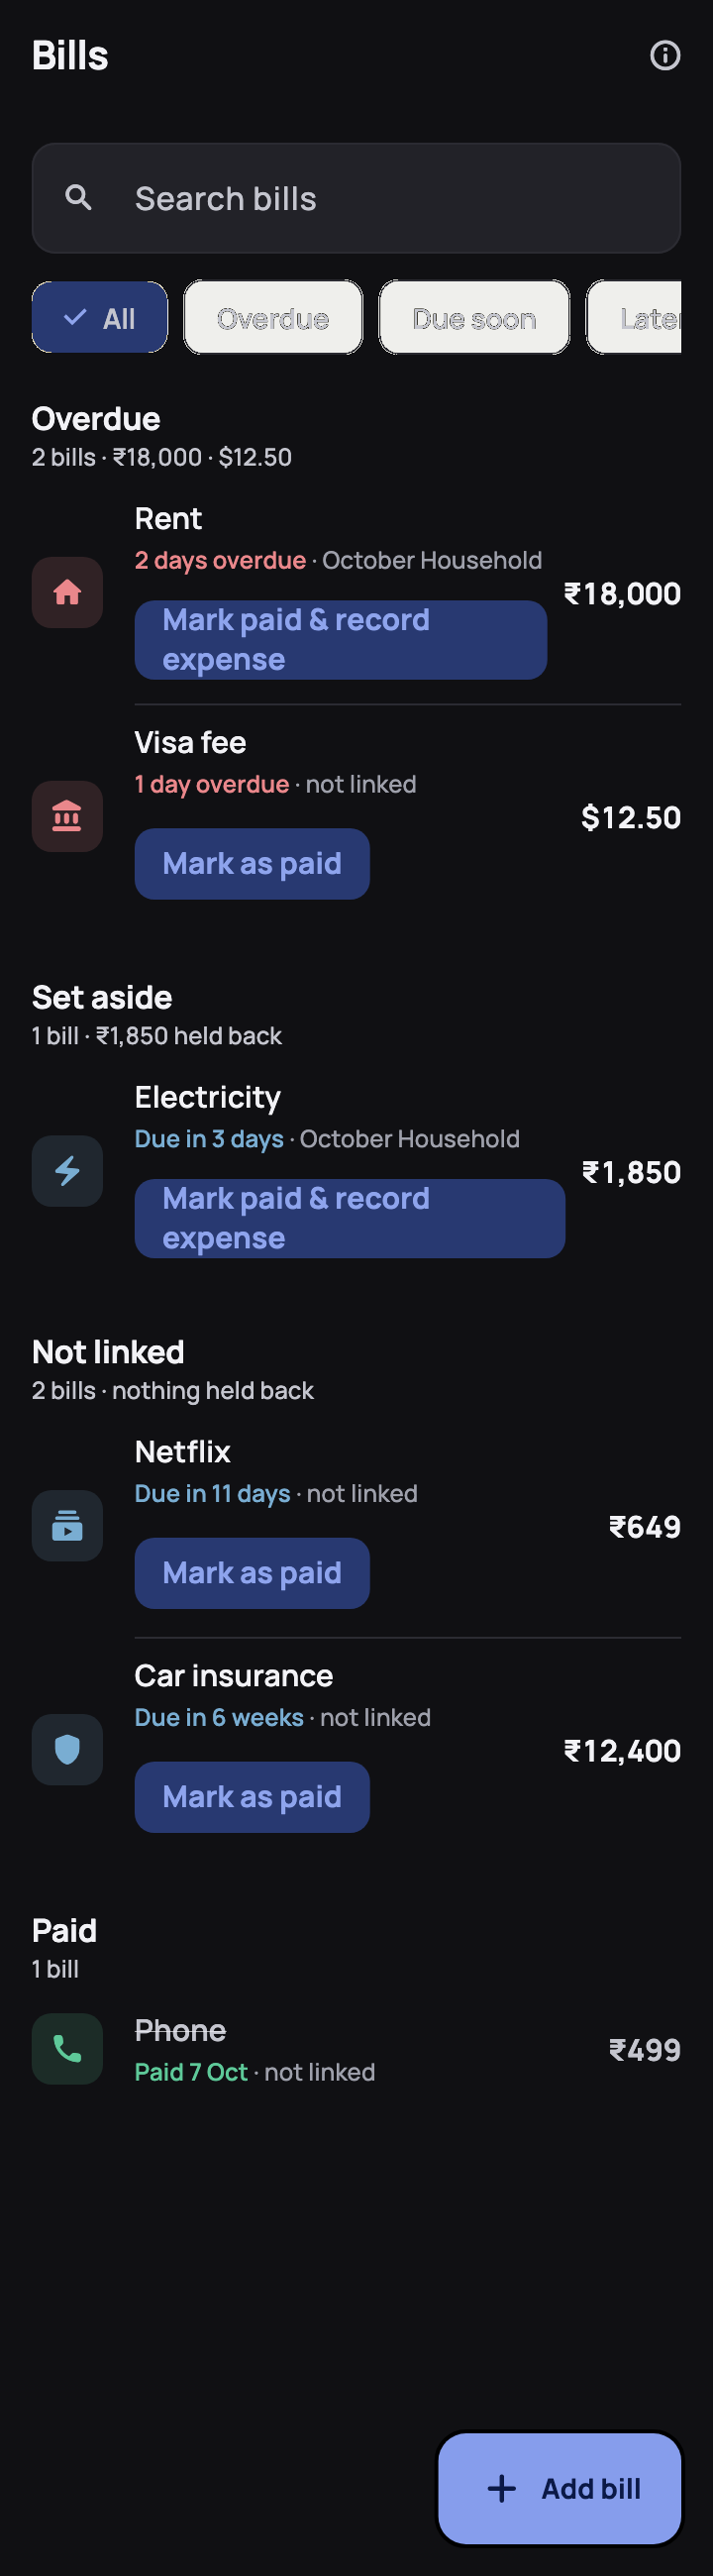 Bills
Search bills
All
Overdue
Due soon
Later
Overdue
2 bills · ₹18,000 · $12.50
Rent
2 days overdue · October Household
₹18,000
Mark paid & record
expense
Visa fee
1 day overdue · not linked
$12.50
Mark as paid
Set aside
1 bill · ₹1,850 held back
Electricity
Due in 3 days · October Household
₹1,850
Mark paid & record
expense
Not linked
2 bills · nothing held back
Netflix
Due in 11 days · not linked
₹649
Mark as paid
Car insurance
Due in 6 weeks · not linked
₹12,400
Mark as paid
Paid
1 bill
Phone
₹499
Paid 7 Oct · not linked
Add bill